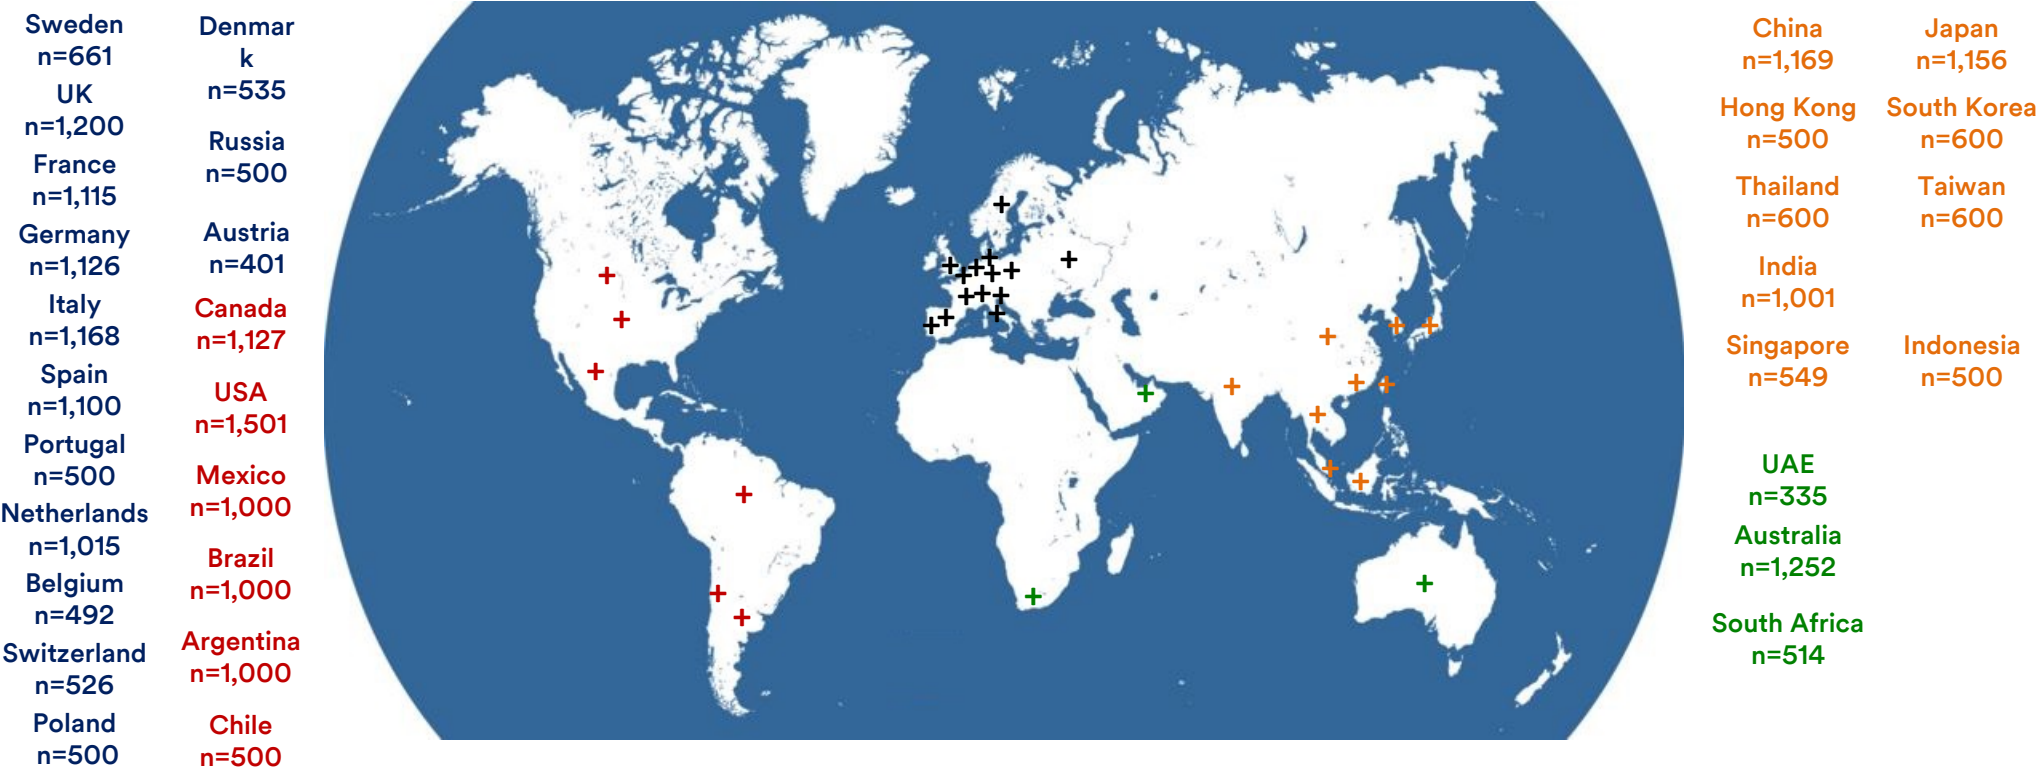 Sweden
n=661
UK
n=1,200
France
n=1,115
Germany
n=1,126
Italy
n=1,168
Spain
n=1,100
Portugal
n=500
Netherlands
n=1,015
Belgium
n=492
Switzerland
n=526
Poland
n=500
Denmar
k
n=535
Russia
n=500
Austria
n=401
Canada
n=1,127
USA
n=1,501
Mexico
n=1,000
Brazil
n=1,000
Argentina
n=1,000
Chile
n=500
China
n=1,169
Hong Kong
n=500
Thailand
n=600
India
n=1,001
Singapore
n=549
Japan
n=1,156
South Korea
n=600
Taiwan
n=600
Indonesia
n=500
UAE
n=335
Australia
n=1,252
South Africa
n=514